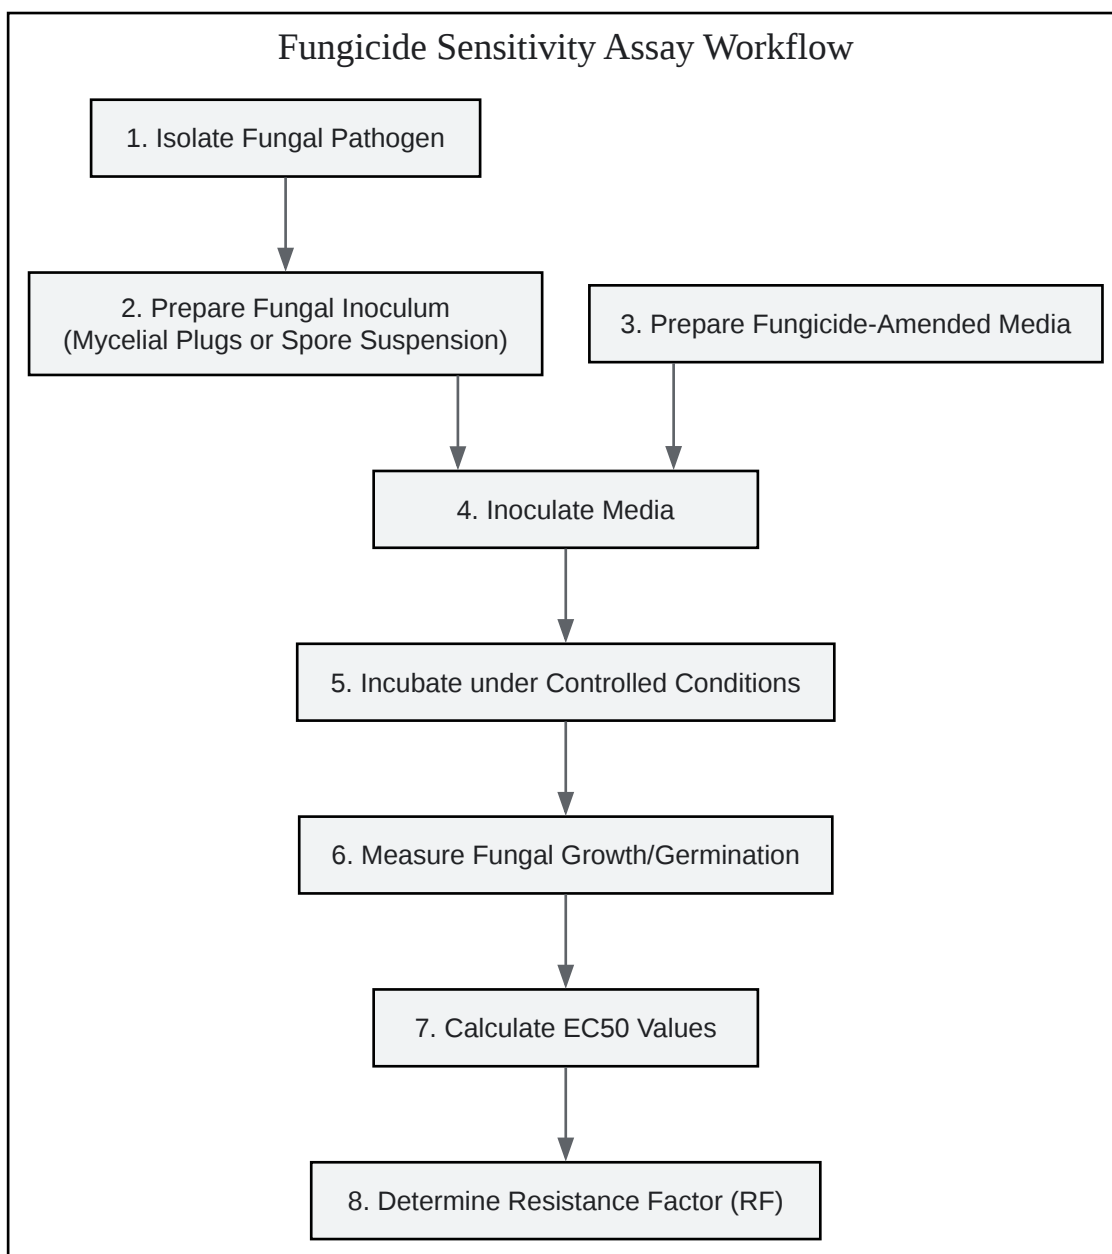 Fungicide Sensitivity Assay Workflow
1. Isolate Fungal Pathogen
2. Prepare Fungal Inoculum
(Mycelial Plugs or Spore Suspension)
3. Prepare Fungicide-Amended Media
4. Inoculate Media
5. Incubate under Controlled Conditions
6. Measure Fungal Growth/Germination
7. Calculate EC50 Values
8. Determine Resistance Factor (RF)